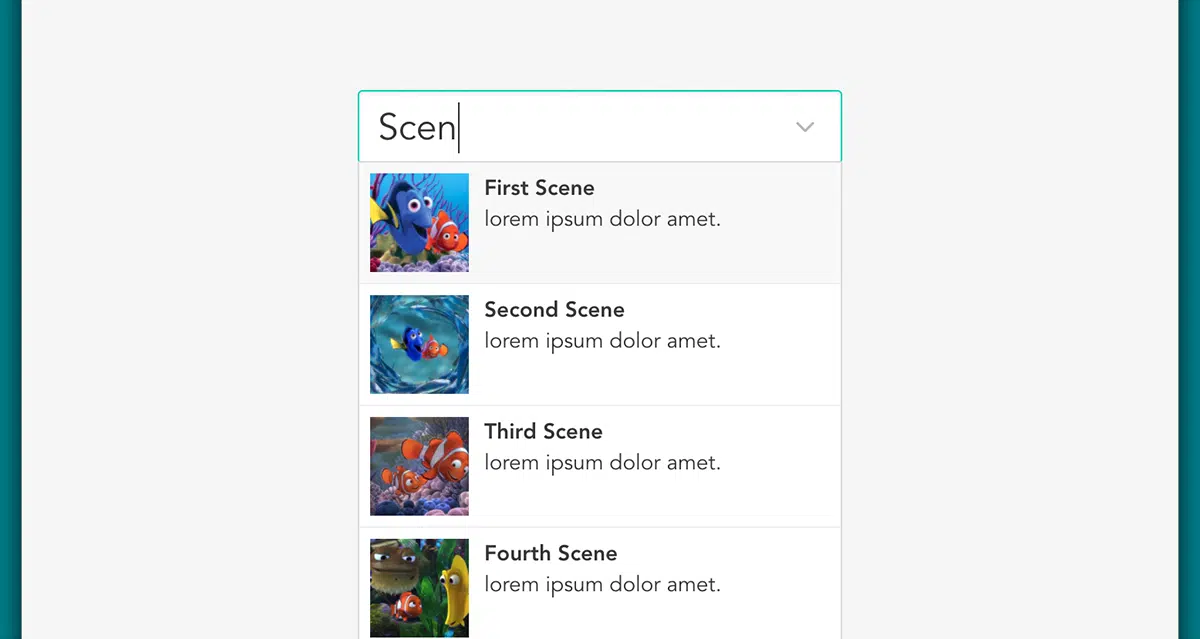 Scen
First Scene
lorem ipsum dolor amet.
Second Scene
lorem ipsum dolor amet.
Third Scene
lorem ipsum dolor amet.
Fourth Scene
lorem ipsum dolor amet.